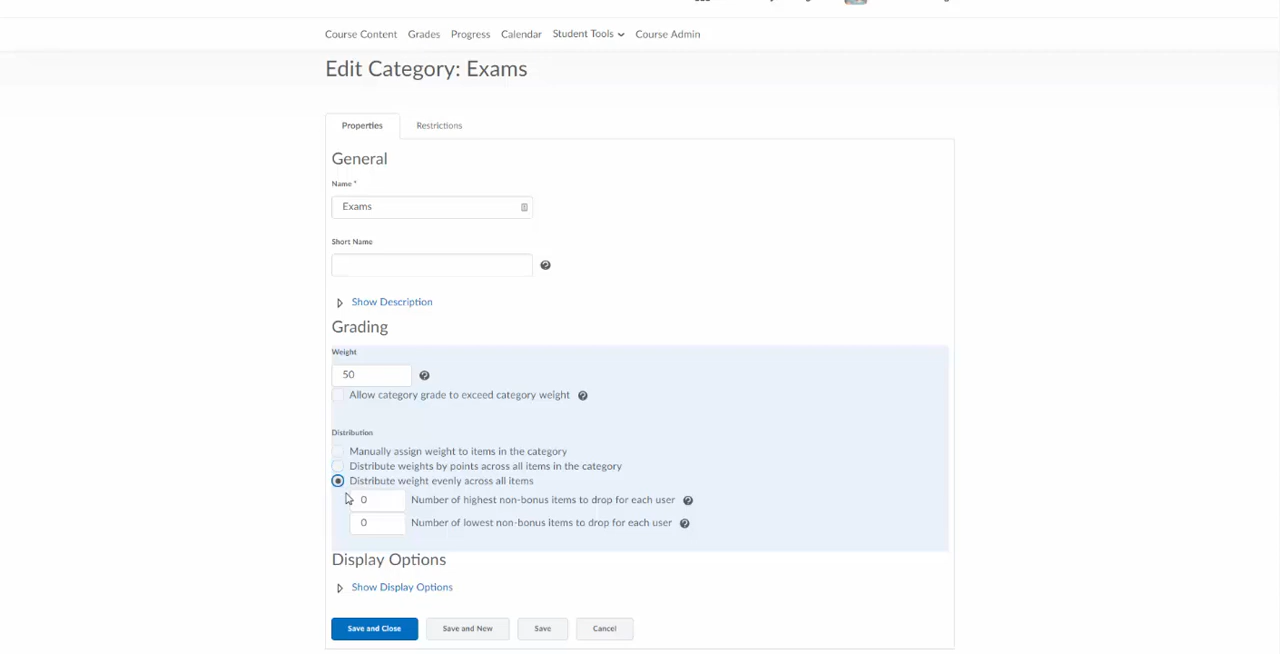 Course Content Grades Progress Calendar Student Tools Course Admin
Edit Category: Exams
Properties Restrictions
General
Name *
Exams
Short Name
Show Description
Grading
Weight
50
Allow category grade to exceed category weight
Distribution
Manually assign weight to items in the category
Distribute weights by points across all items in the category
Distribute weight evenly across all items
0 Number of highest non-bonus items to drop for each user
0 Number of lowest non-bonus items to drop for each user
Display Options
Show Display Options
Save and Close Save and New Save Cancel